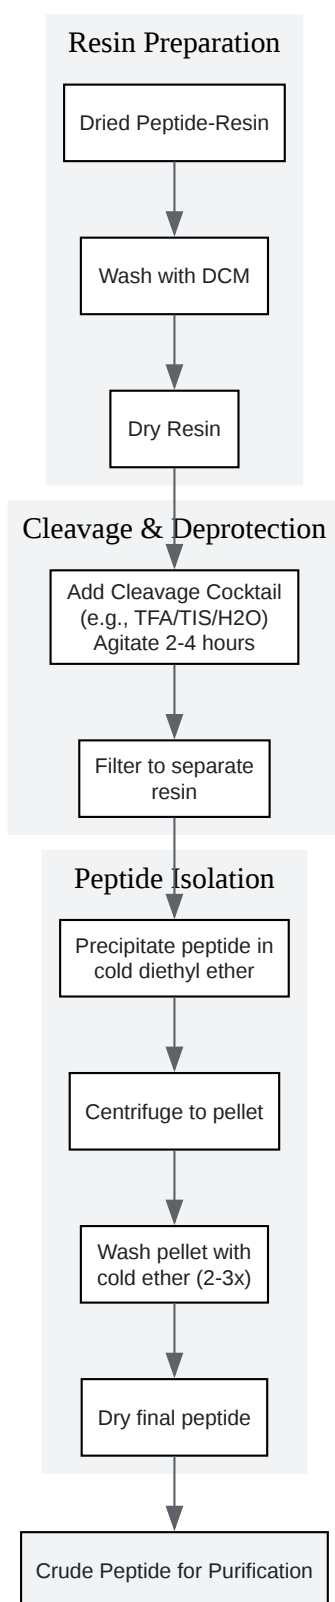 Resin Preparation
Dried Peptide-Resin
Wash with DCM
Dry Resin
Cleavage & Deprotection
Add Cleavage Cocktail
(e.g., TFA/TIS/H2O)
Agitate 2-4 hours
Filter to separate
resin
Peptide Isolation
Precipitate peptide in
cold diethyl ether
Centrifuge to pellet
Wash pellet with
cold ether (2-3x)
Dry final peptide
Crude Peptide for Purification